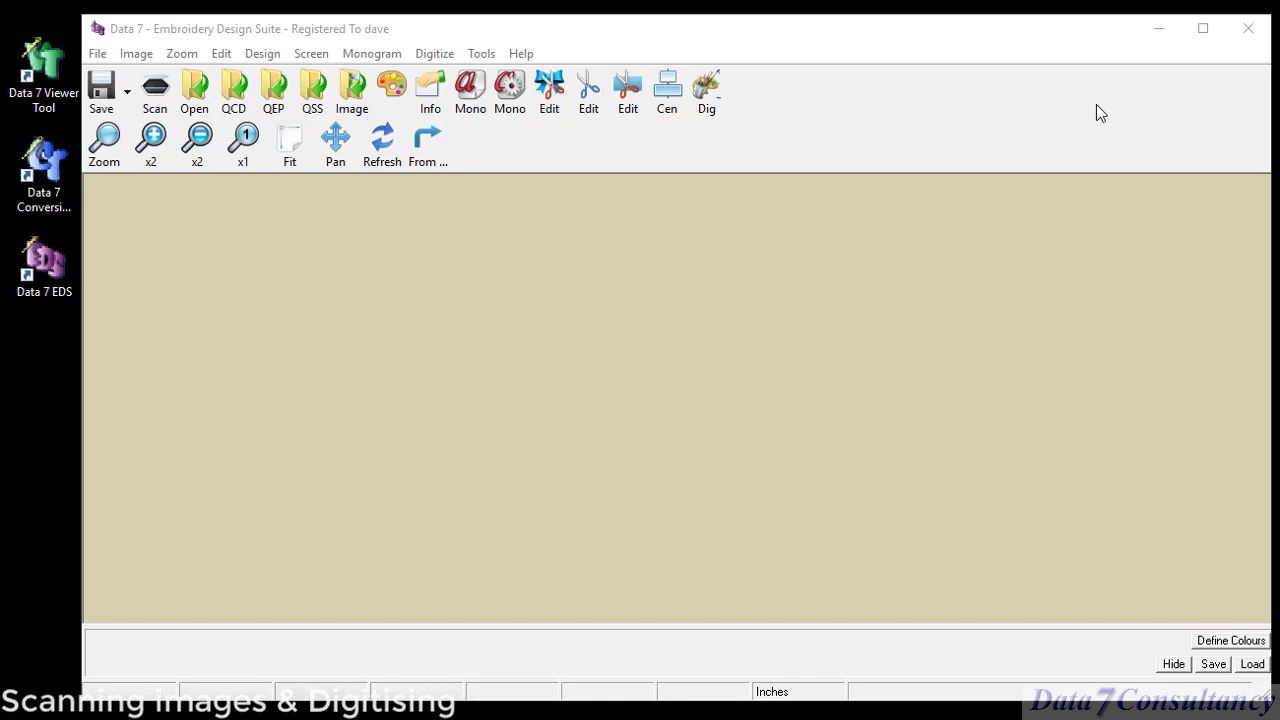 Data 7 - Embroidery Design Suite - Registered To dave
File Image Zoom Edit Design Screen Monogram Digitize Tools Help
Save Scan Open QCD QEP QSS Image Info Mono Mono Edit Edit Edit Cen Dig
Zoom x2 x2 1 x1 Fit Pan Refresh From ...
Data 7 Viewer
Tool
Data 7
Conversi...
Data 7 EDS
Define Colours
Hide Save Load
Inches
Scanning images & Digitising
Data 7 Consultancy